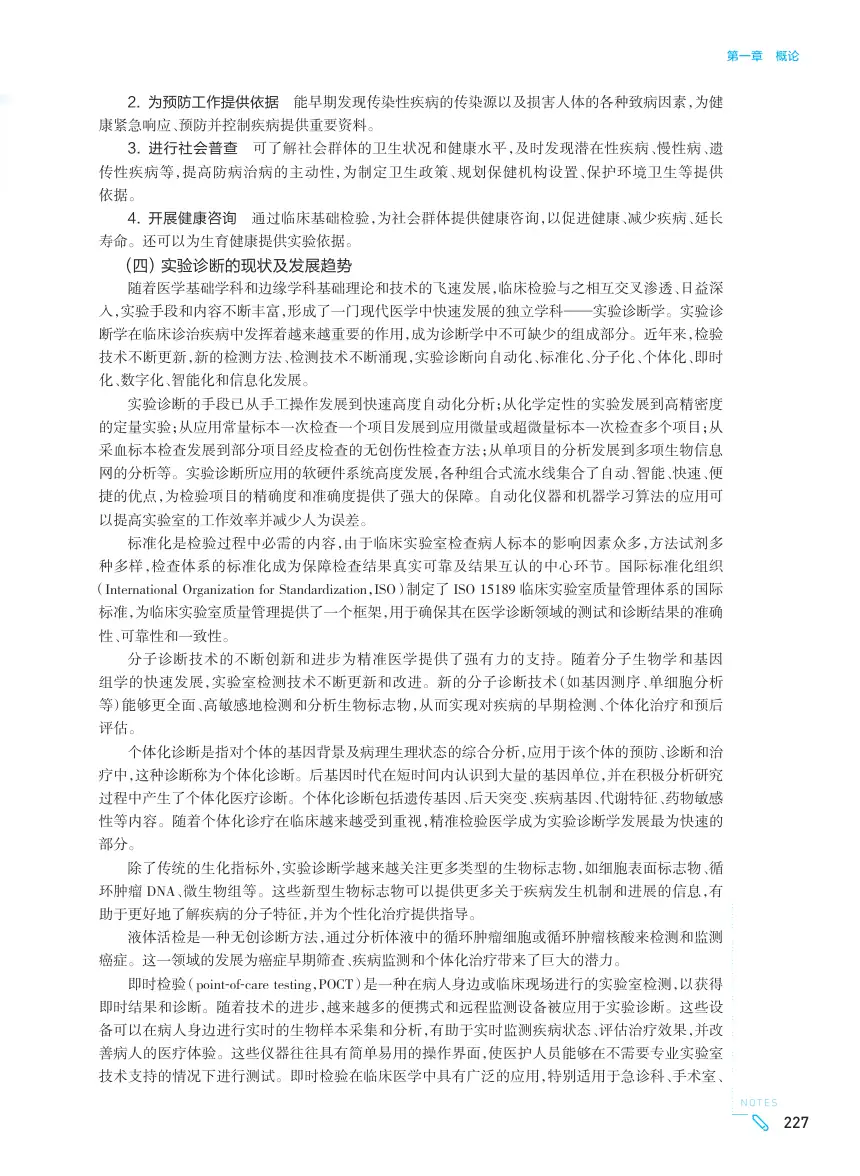 第一章 概论
2. 为预防工作提供依据 能早期发现传染性疾病的传染源以及损害人体的各种致病因素,为健
康紧急响应、预防并控制疾病提供重要资料。
3. 进行社会普查 可了解社会群体的卫生状况和健康水平,及时发现潜在性疾病、慢性病、遗
传性疾病等,提高防病治病的主动性,为制定卫生政策、规划保健机构设置、保护环境卫生等提供
依据。
4. 开展健康咨询 通过临床基础检验,为社会群体提供健康咨询,以促进健康、减少疾病、延长
寿命。还可以为生育健康提供实验依据。
(四)实验诊断的现状及发展趋势
随着医学基础学科和边缘学科基础理论和技术的飞速发展,临床检验与之相互交叉渗透、日益深
入,实验手段和内容不断丰富,形成了一门现代医学中快速发展的独立学科——实验诊断学。实验诊
断学在临床诊治疾病中发挥着越来越重要的作用,成为诊断学中不可缺少的组成部分。近年来,检验
技术不断更新,新的检测方法、检测技术不断涌现,实验诊断向自动化、标准化、分子化、个体化、即时
化、数字化、智能化和信息化发展。
实验诊断的手段已从手工操作发展到快速高度自动化分析;从化学定性的实验发展到高精密度
的定量实验;从应用常量标本一次检查一个项目发展到应用微量或超微量标本一次检查多个项目;从
采血标本检查发展到部分项目经皮检查的无创伤性检查方法;从单项目的分析发展到多项生物信息
网的分析等。实验诊断所应用的软硬件系统高度发展,各种组合式流水线集合了自动、智能、快速、便
捷的优点,为检验项目的精确度和准确度提供了强大的保障。自动化仪器和机器学习算法的应用可
以提高实验室的工作效率并减少人为误差。
标准化是检验过程中必需的内容,由于临床实验室检查病人标本的影响因素众多,方法试剂多
种多样,检查体系的标准化成为保障检查结果真实可靠及结果互认的中心环节。国际标准化组织
(International Organization for Standardization,ISO)制定了 ISO 15189 临床实验室质量管理体系的国际
标准,为临床实验室质量管理提供了一个框架,用于确保其在医学诊断领域的测试和诊断结果的准确
性、可靠性和一致性。
分子诊断技术的不断创新和进步为精准医学提供了强有力的支持。随着分子生物学和基因
组学的快速发展,实验室检测技术不断更新和改进。新的分子诊断技术(如基因测序、单细胞分析
等)能够更全面、高敏感地检测和分析生物标志物,从而实现对疾病的早期检测、个体化治疗和预后
评估。
个体化诊断是指对个体的基因背景及病理生理状态的综合分析,应用于该个体的预防、诊断和治
疗中,这种诊断称为个体化诊断。后基因时代在短时间内认识到大量的基因单位,并在积极分析研究
过程中产生了个体化医疗诊断。个体化诊断包括遗传基因、后天突变、疾病基因、代谢特征、药物敏感
性等内容。随着个体化诊疗在临床越来越受到重视,精准检验医学成为实验诊断学发展最为快速的
部分。
除了传统的生化指标外,实验诊断学越来越关注更多类型的生物标志物,如细胞表面标志物、循
环肿瘤 DNA、微生物组等。这些新型生物标志物可以提供更多关于疾病发生机制和进展的信息,有
助于更好地了解疾病的分子特征,并为个性化治疗提供指导。
液体活检是一种无创诊断方法,通过分析体液中的循环肿瘤细胞或循环肿瘤核酸来检测和监测
癌症。这一领域的发展为癌症早期筛查、疾病监测和个体化治疗带来了巨大的潜力。
即时检验(point-of-care testing,POCT)是一种在病人身边或临床现场进行的实验室检测,以获得
即时结果和诊断。随着技术的进步,越来越多的便携式和远程监测设备被应用于实验诊断。这些设
备可以在病人身边进行实时的生物样本采集和分析,有助于实时监测疾病状态、评估治疗效果,并改
善病人的医疗体验。这些仪器往往具有简单易用的操作界面,使医护人员能够在不需要专业实验室
技术支持的情况下进行测试。即时检验在临床医学中具有广泛的应用,特别适用于急诊科、手术室、
NOTES
227